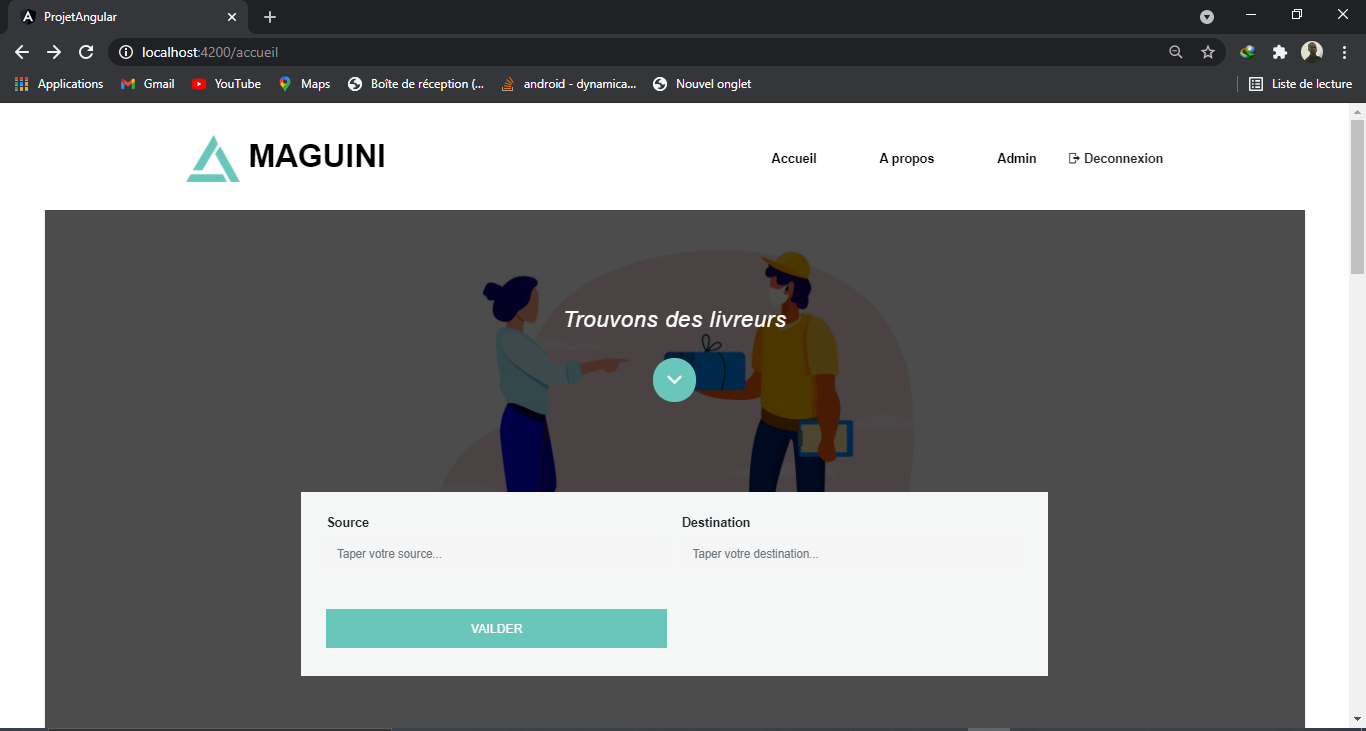 ProjetAngular
localhost:4200/accueil
Applications Gmail YouTube Maps Boîte de réception (... android - dynamica... Nouvel onglet Liste de lecture
MAGUINI Accueil A propos Admin Deconnexion
Trouvons des livreurs
Source Destination
Taper votre source... Taper votre destination...
VAILDER